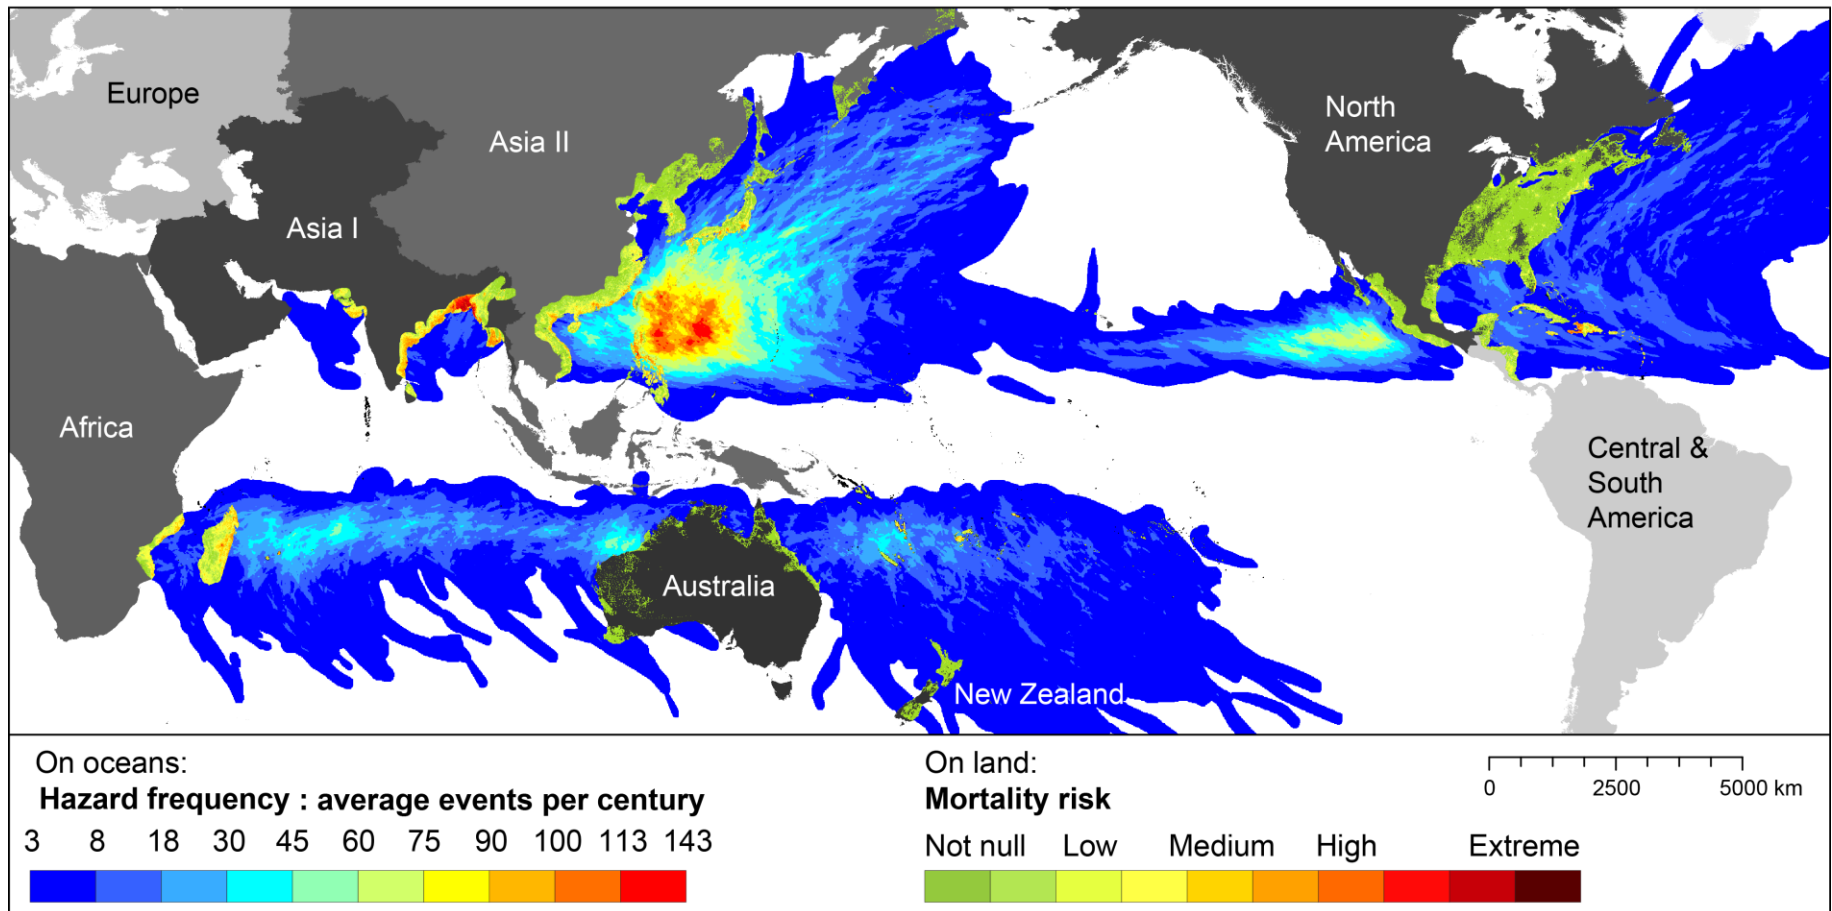 Europe
Asia II
North
America
Asia I
Africa
Central &
South
America
Australia
New Zealand
On oceans:
Hazard frequency : average events per century
3 8 18 30 45 60 75 90 100 113 143
On land:
Mortality risk
Not null Low Medium High Extreme
0 2500 5000 km